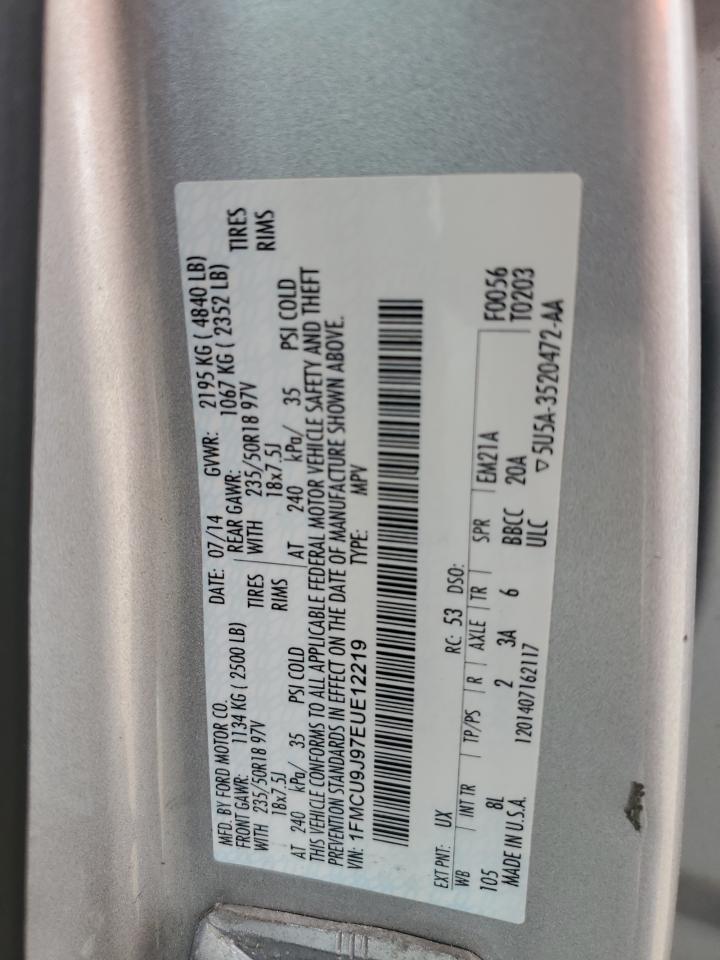 MFD. BY FORD MOTOR CO. DATE: 07/14 GVWR: 2195 KG ( 4840 LB)
FRONT GAWR: 1134 KG ( 2500 LB) REAR GAWR: 1067 KG ( 2352 LB)
WITH 235/50R18 97V TIRES WITH 235/50R18 97V TIRES
18x7.5J RIMS 18x7.5J RIMS
AT 240 kPa/ 35 PSI COLD AT 240 kPa/ 35 PSI COLD
THIS VEHICLE CONFORMS TO ALL APPLICABLE FEDERAL MOTOR VEHICLE SAFETY AND THEFT
PREVENTION STANDARDS IN EFFECT ON THE DATE OF MANUFACTURE SHOWN ABOVE.
VIN: 1FMCU9J97EUE12219 TYPE: MPV
EXT PNT: UX RC: 53 DSO:
WB INT TR TP/PS R AXLE TR SPR EM21A F0056
105 8L 2 3A 6 BBCC 20A T0203
MADE IN U.S.A. 1201407162117 ULC ▽5U5A-3520472-AA